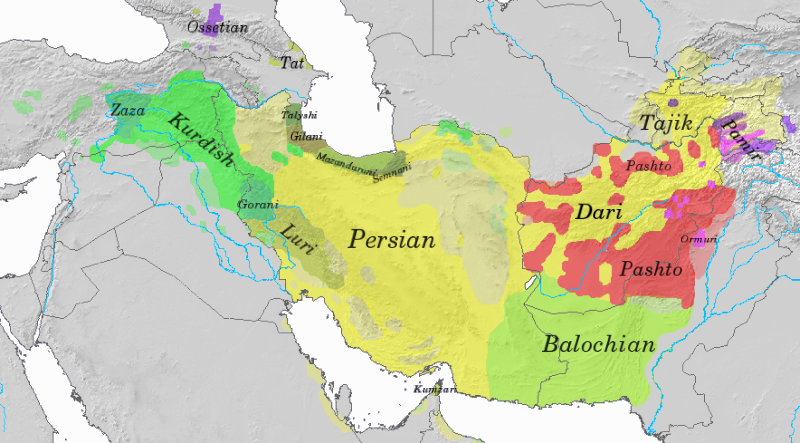 Ossetian
Tat
Zaza
Kurdish
Talyshi
Gilani
Mazandarani
Semnani
Tajik
Pamir
Pashto
Gorani
Luri
Persian
Dari
Ormuri
Pashto
Balochian
Kumzari